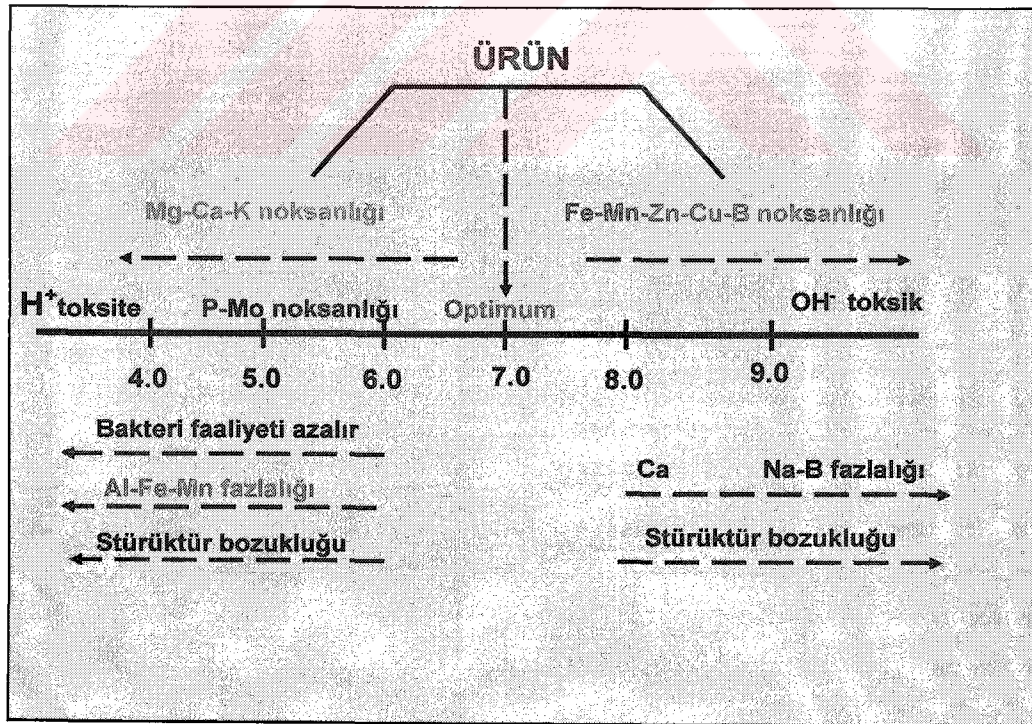 ÜRÜN
Mg-Ca-K noksanlığı Fe-Mn-Zn-Cu-B noksanlığı
H⁺ toksite P-Mo noksanlığı Optimum OH⁻ toksik
4.0 5.0 6.0 7.0 8.0 9.0
Bakteri faaliyeti azalır
Ca Na-B fazlalığı
Al-Fe-Mn fazlalığı
Stürüktür bozukluğu Stürüktür bozukluğu